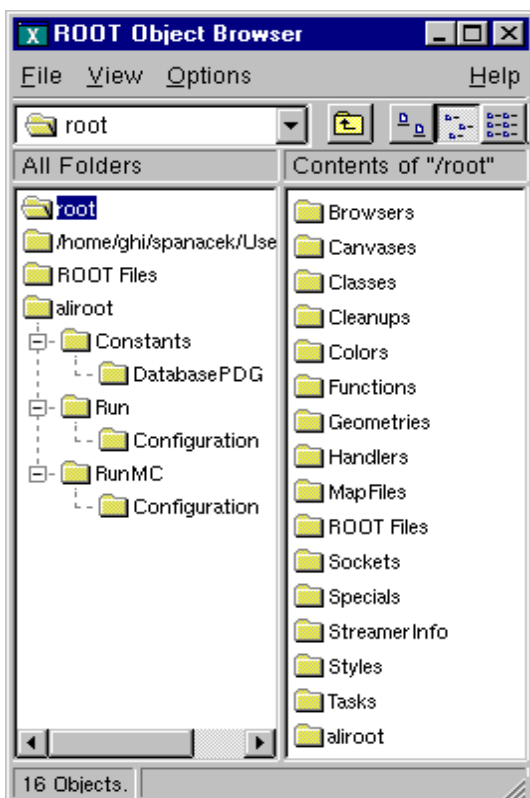 ROOT Object Browser
File View Options Help
root
All Folders
Contents of "/root"
root
/home/ghi/spanacek/Use
ROOT Files
aliroot
Constants
DatabasePDG
Run
Configuration
RunMC
Configuration
Browsers
Canvases
Classes
Cleanups
Colors
Functions
Geometries
Handlers
MapFiles
ROOT Files
Sockets
Specials
StreamerInfo
Styles
Tasks
aliroot
16 Objects.